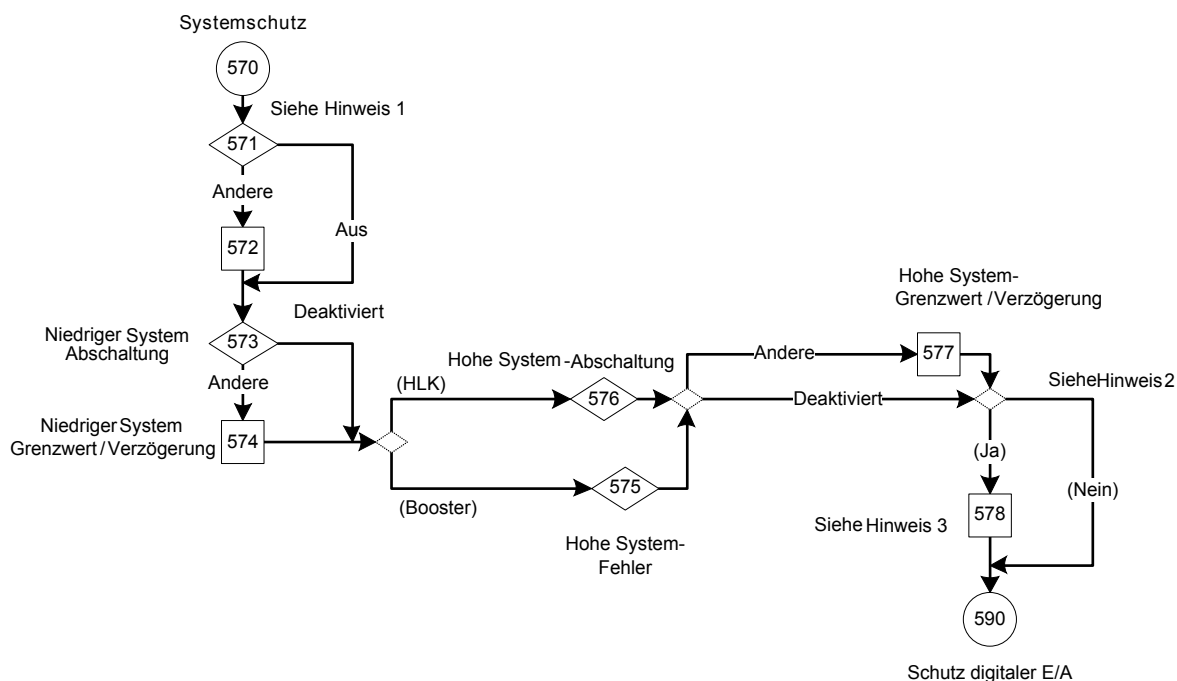 Systemschutz
570
Siehe Hinweis 1
571
Andere
Aus
572
Deaktiviert
Niedriger System
Abschaltung
573
Andere
Niedriger System
Grenzwert / Verzögerung
574
(HLK)
(Booster)
Hohe System -Abschaltung
576
575
Hohe System-
Fehler
Andere
Deaktiviert
Hohe System-
Grenzwert / Verzögerung
577
Siehe Hinweis 2
(Ja)
(Nein)
Siehe Hinweis 3
578
590
Schutz digitaler E/A